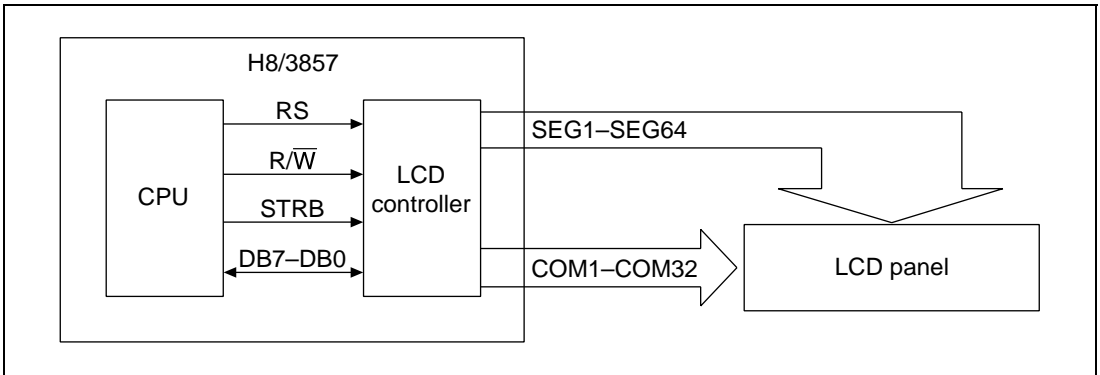 H8/3857
CPU
RS
R/W̅
STRB
DB7–DB0
LCD
controller
SEG1–SEG64
COM1–COM32
LCD panel